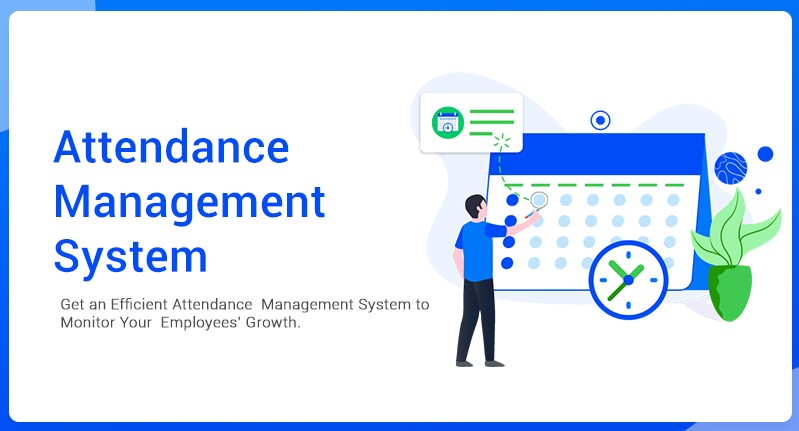 Attendance
Management
System
Get an Efficient Attendance  Management System to
Monitor Your  Employees' Growth.